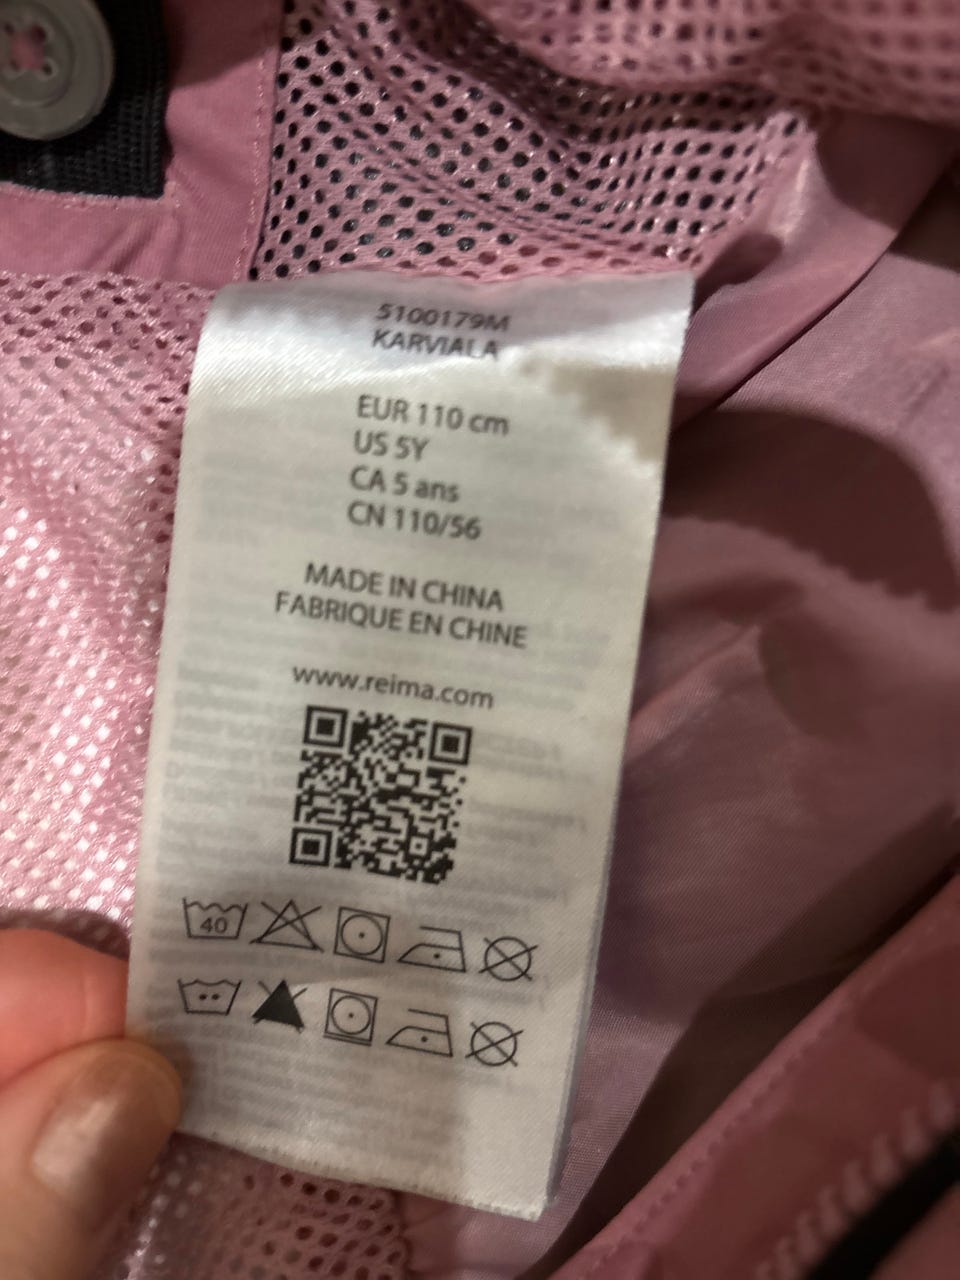 5100179M
KARVIALA
EUR 110 cm
US 5Y
CA 5 ans
CN 110/56
MADE IN CHINA
FABRIQUE EN CHINE
www.reima.com
40